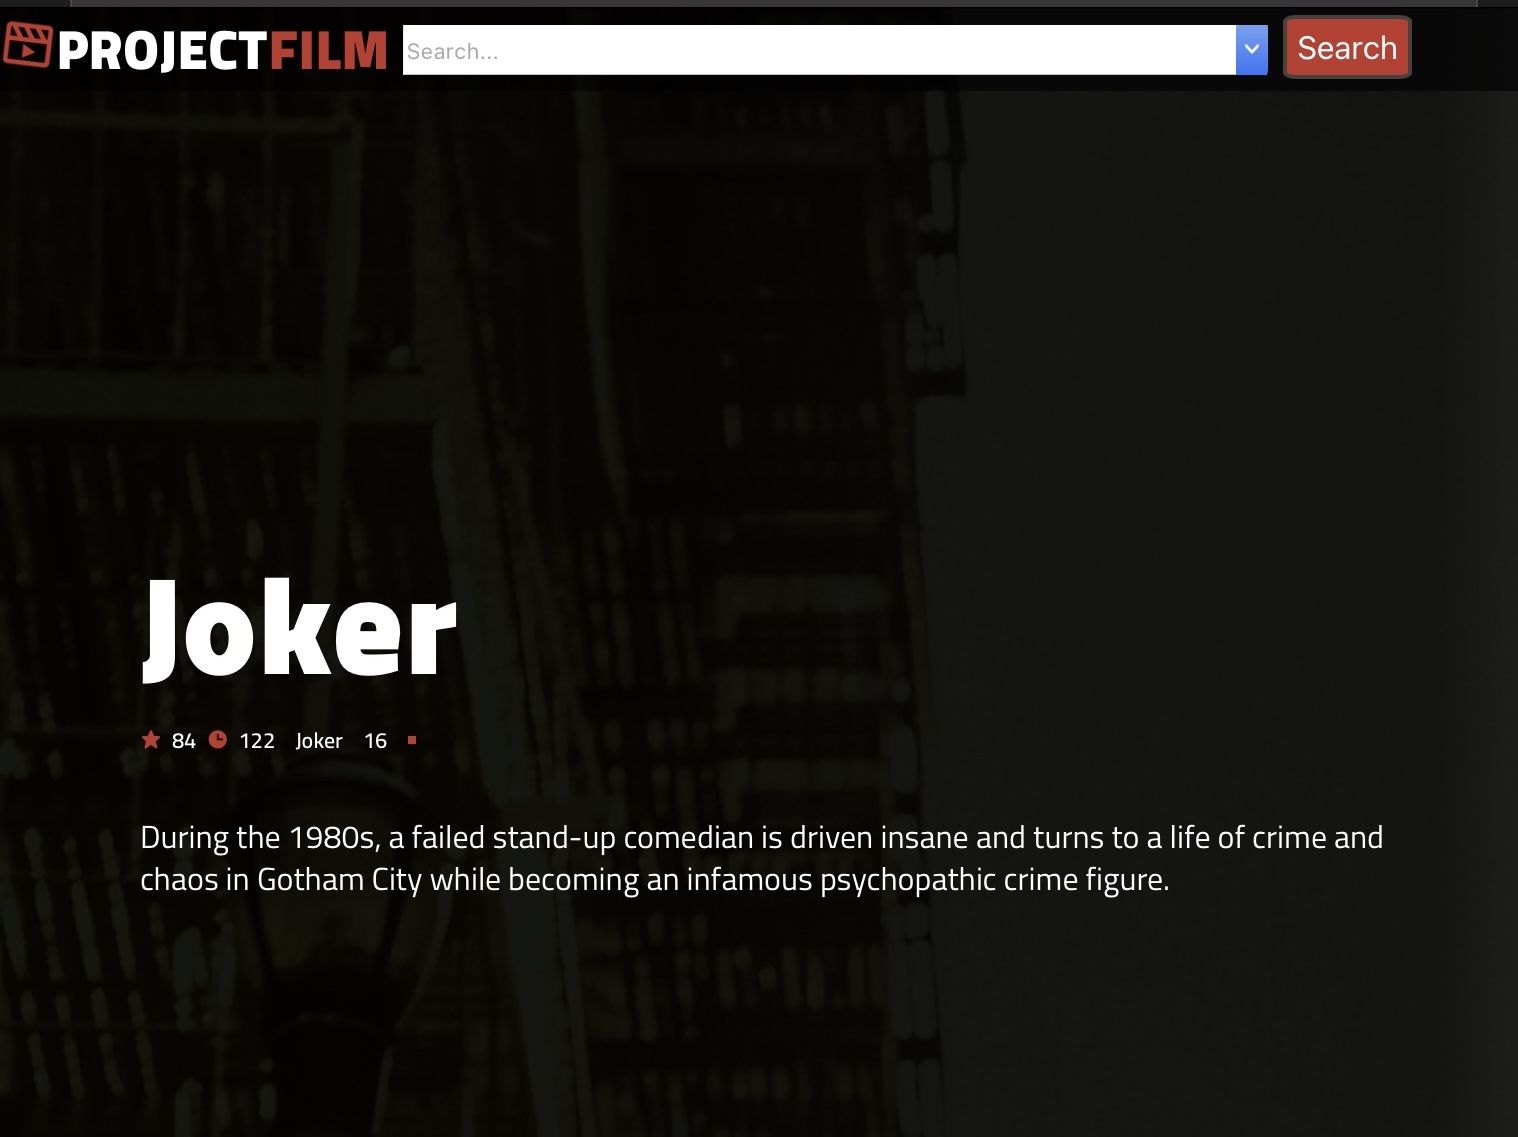 PROJECTFILM Search... Search
Joker
84 122 Joker 16
During the 1980s, a failed stand-up comedian is driven insane and turns to a life of crime and
chaos in Gotham City while becoming an infamous psychopathic crime figure.